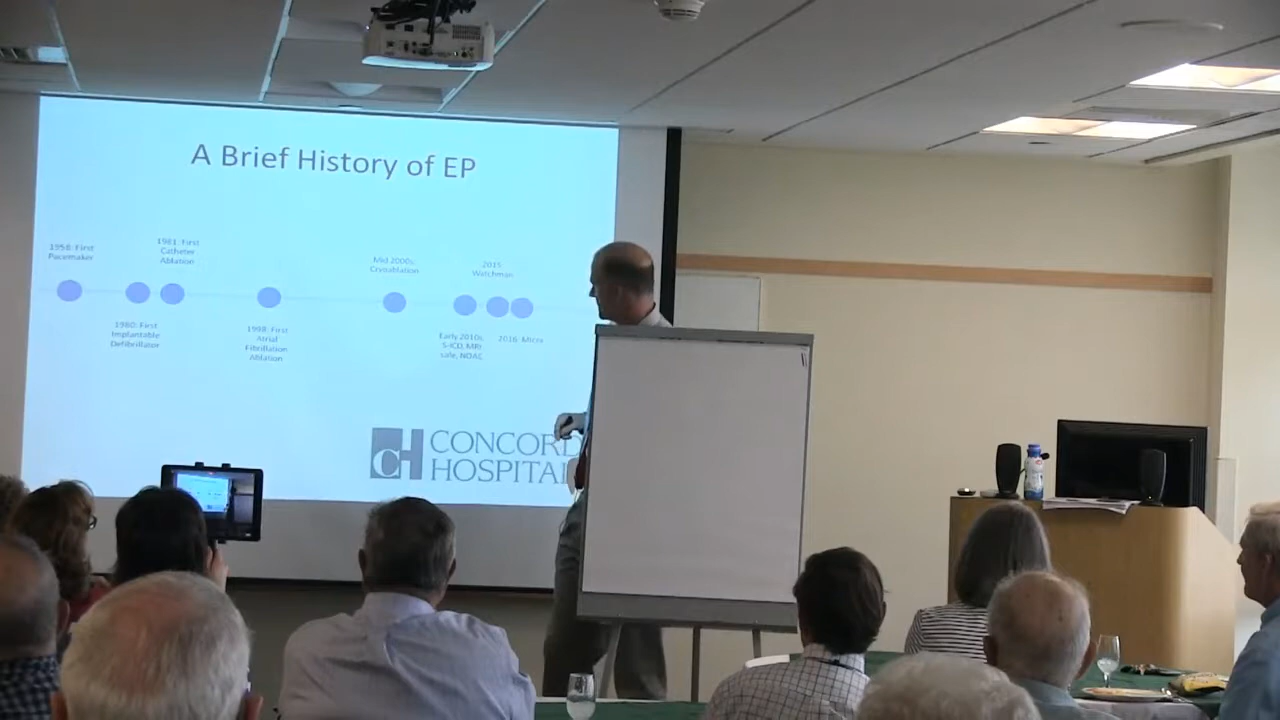 A Brief History of EP
1958: First
Pacemaker
1980: First
Implantable
Defibrillator
1981: First
Catheter
Ablation
1998: First
Atrial
Fibrillation
Ablation
Mid 2000s:
Cryoablation
Early 2010s:
S-ICD, MRI
safe, NOAC
2015:
Watchman
2016: Micra
CH
CONCORD
HOSPITAL